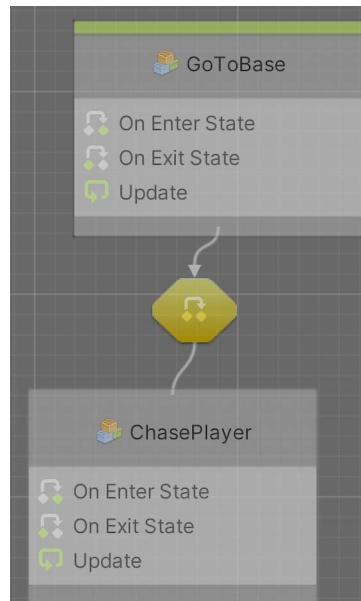 GoToBase
On Enter State
On Exit State
Update
ChasePlayer
On Enter State
On Exit State
Update